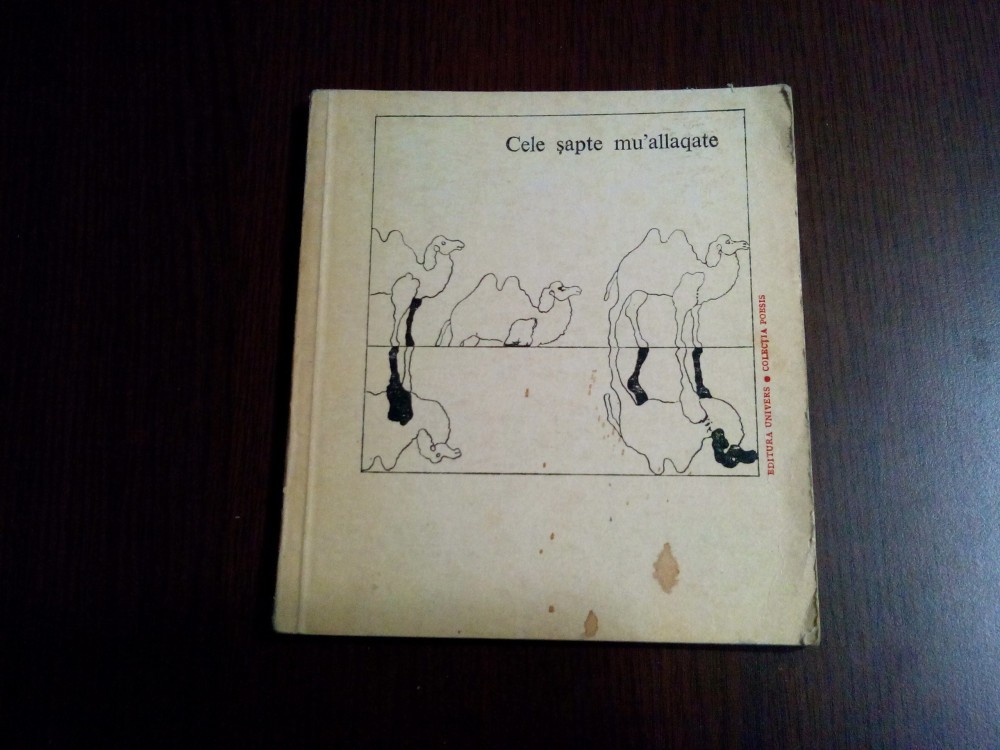 Cele șapte mu'allaqate
EDITURA UNIVERS ● COLECȚIA POESIS